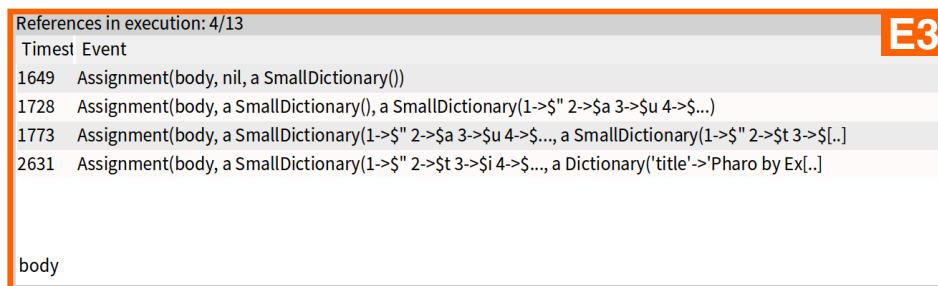 References in execution: 4/13
E3
Timest Event
1649 Assignment(body, nil, a SmallDictionary())
1728 Assignment(body, a SmallDictionary(), a SmallDictionary(1->$" 2->$a 3->$u 4->$...)
1773 Assignment(body, a SmallDictionary(1->$" 2->$a 3->$u 4->$..., a SmallDictionary(1->$" 2->$t 3->$[..]
2631 Assignment(body, a SmallDictionary(1->$" 2->$t 3->$i 4->$..., a Dictionary('title'->'Pharo by Ex[..]
body